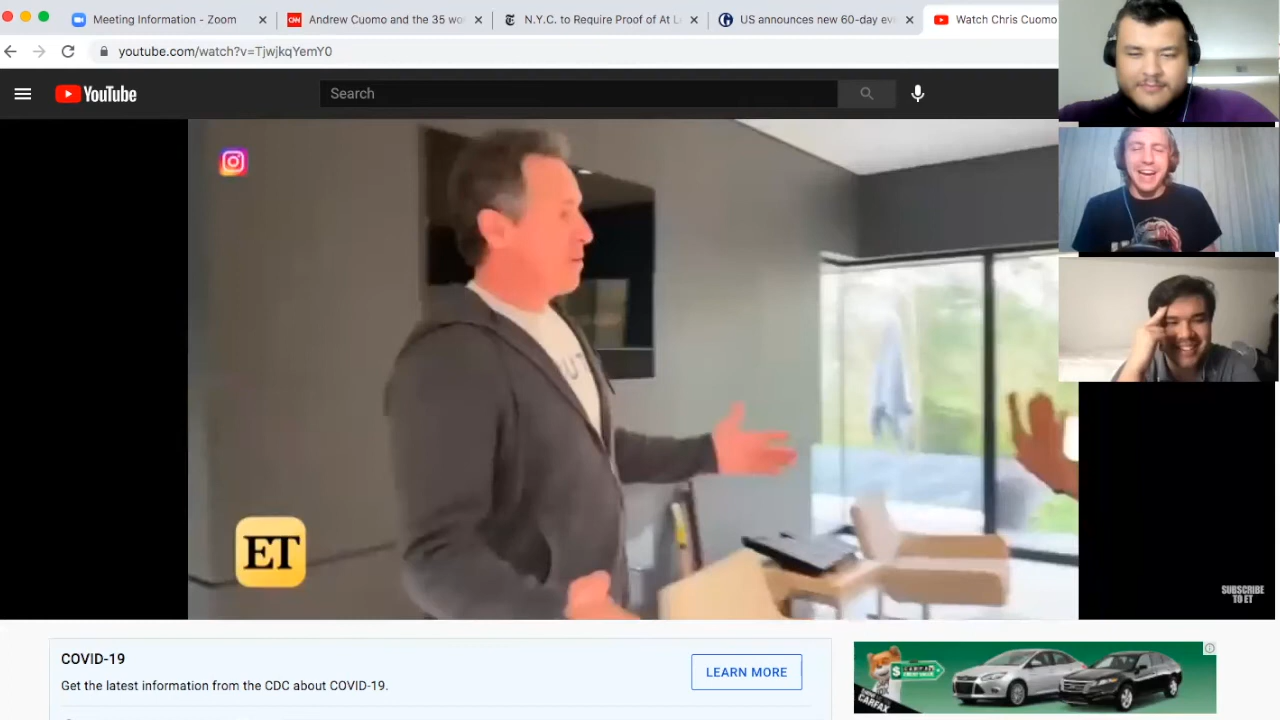 Meeting Information - Zoom
CNN Andrew Cuomo and the 35 wo
N.Y.C. to Require Proof of At L
US announces new 60-day ev
Watch Chris Cuomo
youtube.com/watch?v=TjwjkqYemY0
YouTube
Search
ET
SUBSCRIBE
TO ET
COVID-19
Get the latest information from the CDC about COVID-19.
LEARN MORE
CARFAX